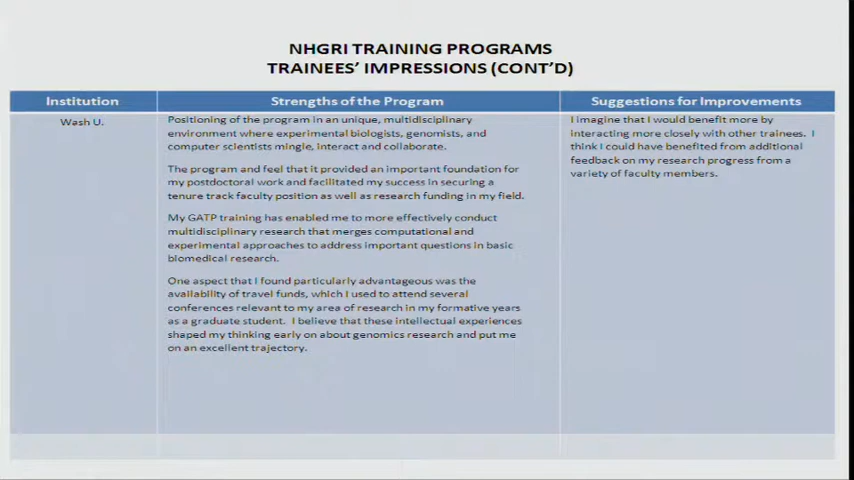 NHGRI TRAINING PROGRAMS
TRAINEES' IMPRESSIONS (CONT'D)
Institution
Strengths of the Program
Suggestions for Improvements
Wash U.
Positioning of the program in an unique, multidisciplinary
environment where experimental biologists, genomists, and
computer scientists mingle, interact and collaborate.
The program and feel that it provided an important foundation for
my postdoctoral work and facilitated my success in securing a
tenure track faculty position as well as research funding in my field.
My GATP training has enabled me to more effectively conduct
multidisciplinary research that merges computational and
experimental approaches to address important questions in basic
biomedical research.
One aspect that I found particularly advantageous was the
availability of travel funds, which I used to attend several
conferences relevant to my area of research in my formative years
as a graduate student.  I believe that these intellectual experiences
shaped my thinking early on about genomics research and put me
on an excellent trajectory.
I imagine that I would benefit more by
interacting more closely with other trainees.  I
think I could have benefited from additional
feedback on my research progress from a
variety of faculty members.